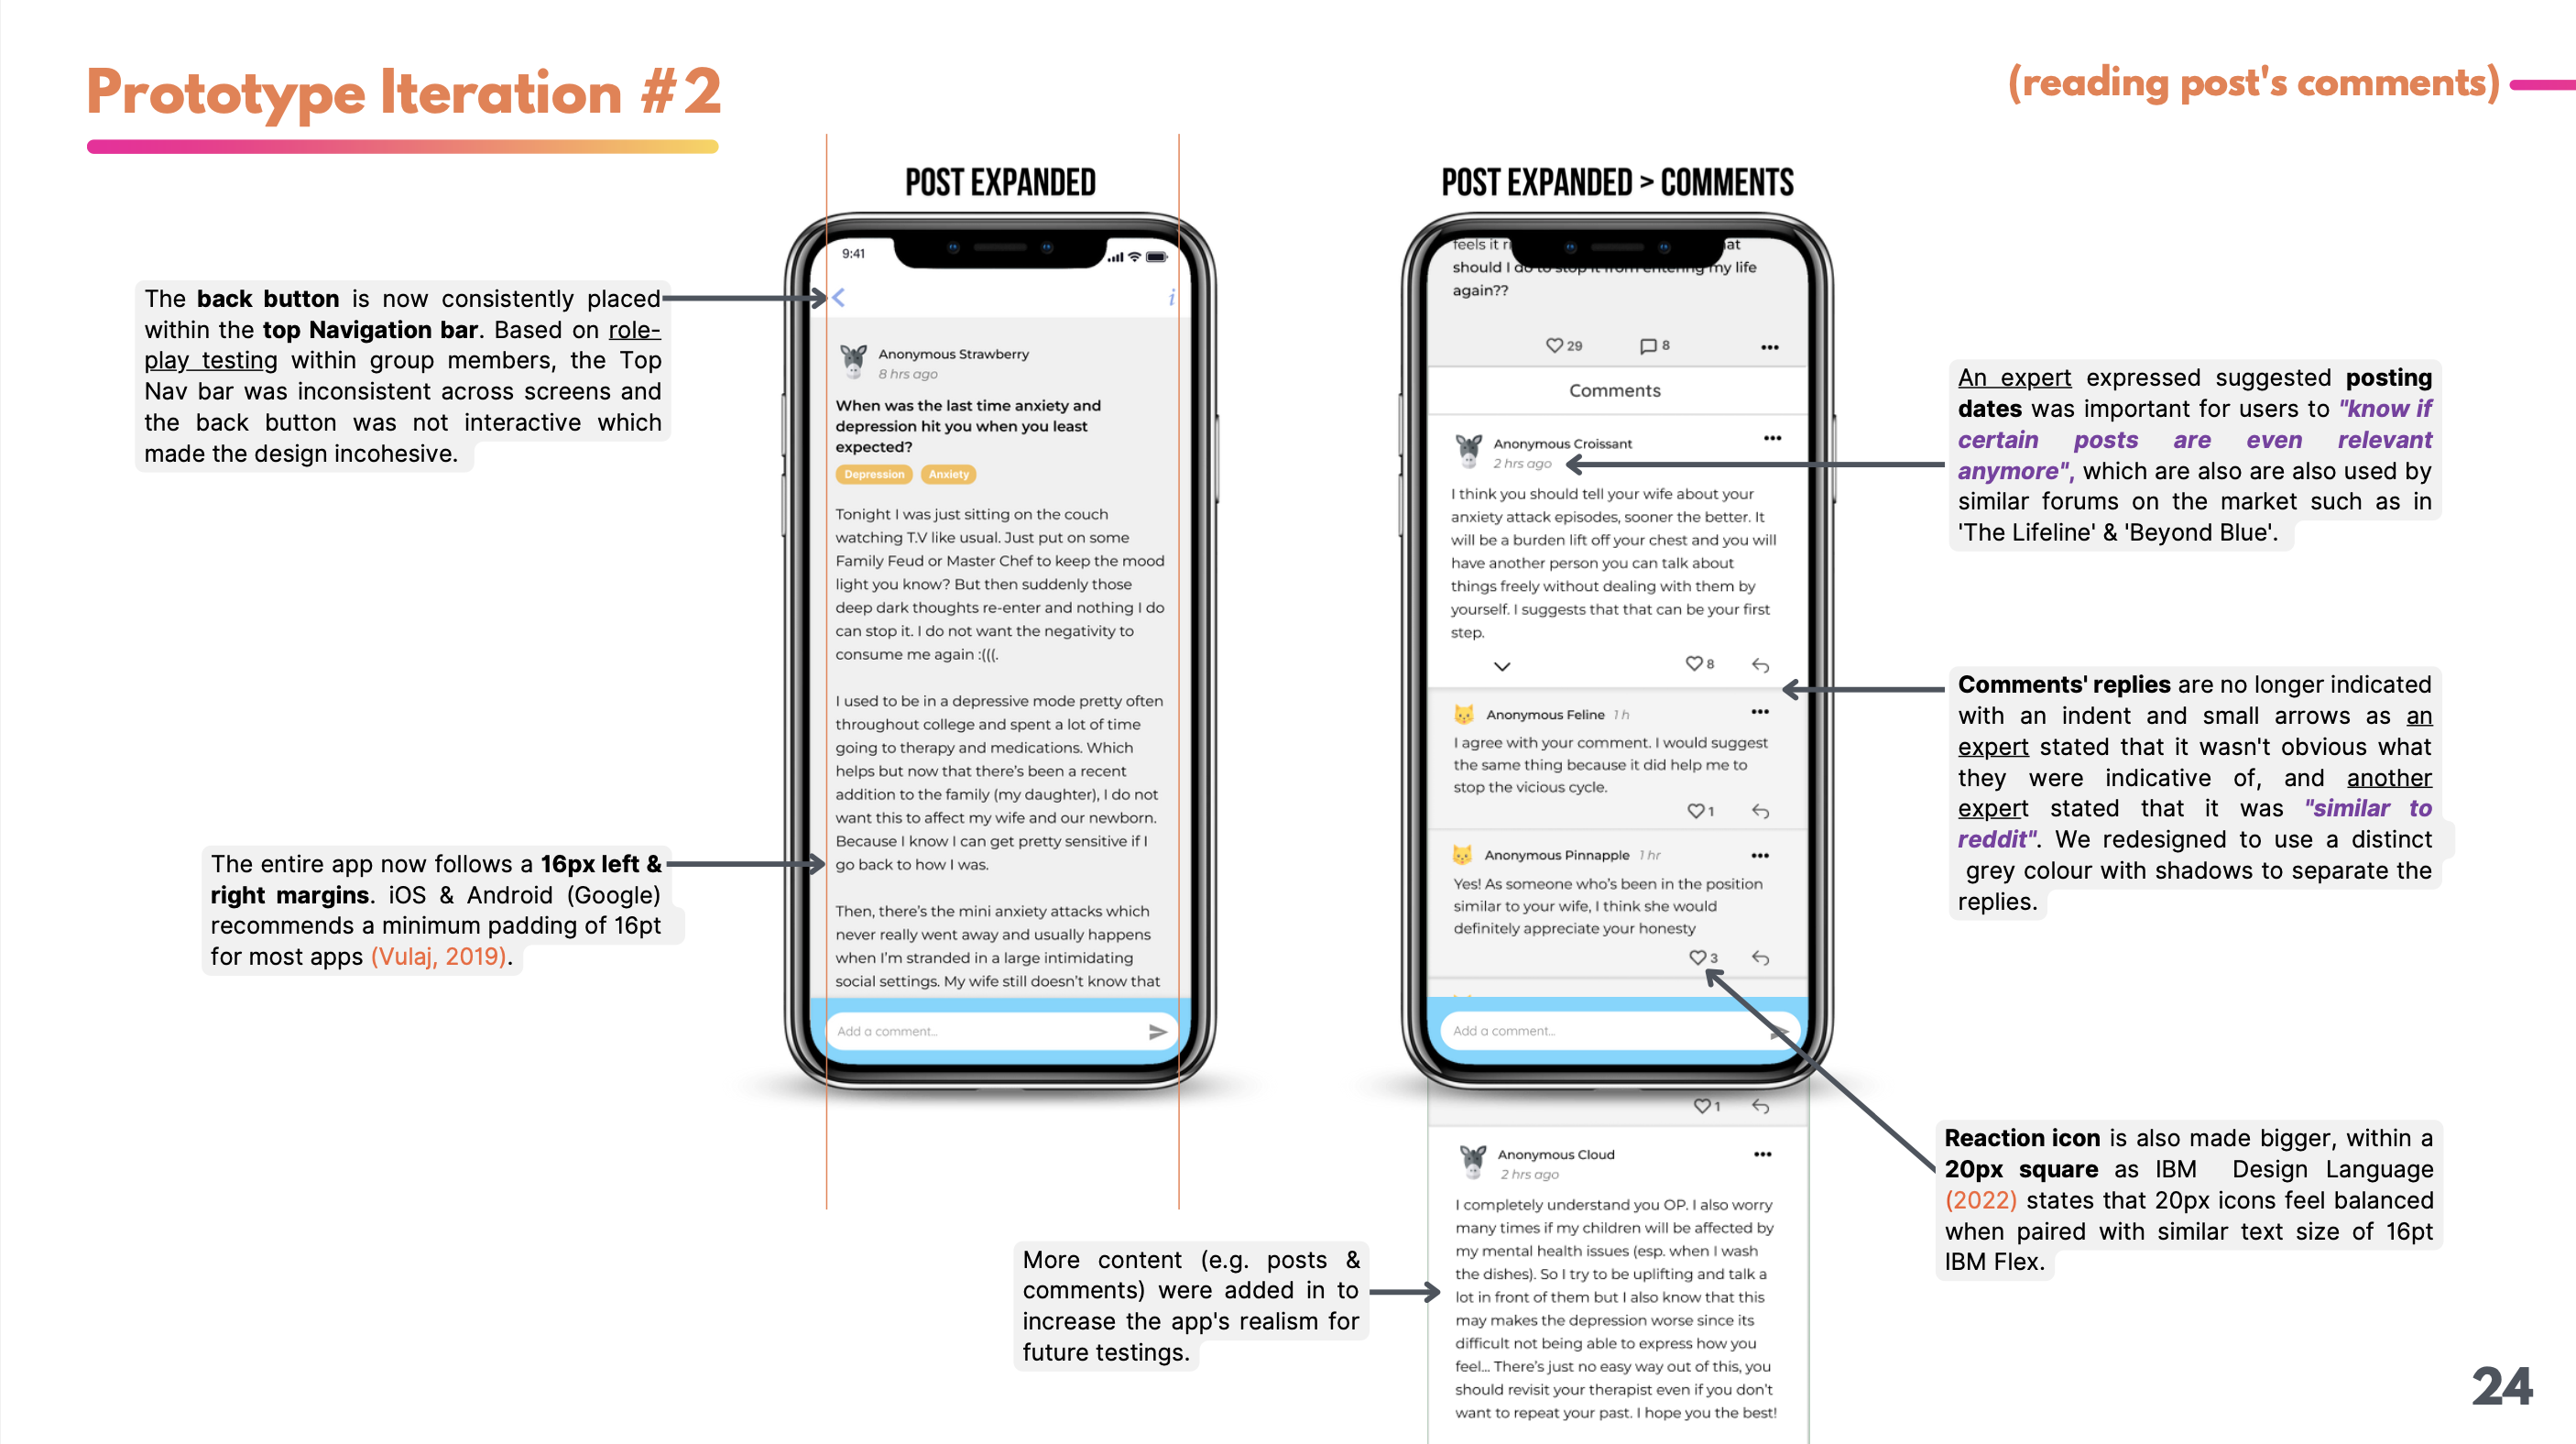 Prototype Iteration #2
(reading post's comments)
POST EXPANDED
POST EXPANDED > COMMENTS
The back button is now consistently placed
within the top Navigation bar. Based on role-
play testing within group members, the Top
Nav bar was inconsistent across screens and
the back button was not interactive which
made the design incohesive.
The entire app now follows a 16px left &
right margins. iOS & Android (Google)
recommends a minimum padding of 16pt
for most apps (Vulaj, 2019).
9:41
i
Anonymous Strawberry
8 hrs ago
When was the last time anxiety and
depression hit you when you least
expected?
Depression Anxiety
Tonight I was just sitting on the couch
watching T.V like usual. Just put on some
Family Feud or Master Chef to keep the mood
light you know? But then suddenly those
deep dark thoughts re-enter and nothing I do
can stop it. I do not want the negativity to
consume me again :(((.
I used to be in a depressive mode pretty often
throughout college and spent a lot of time
going to therapy and medications. Which
helps but now that there's been a recent
addition to the family (my daughter), I do not
want this to affect my wife and our newborn.
Because I know I can get pretty sensitive if I
go back to how I was.
Then, there's the mini anxiety attacks which
never really went away and usually happens
when I'm stranded in a large intimidating
social settings. My wife still doesn't know that
Add a comment...
feels it
should I do to stop it from entering my life
again??
29 8
Comments
Anonymous Croissant
2 hrs ago
I think you should tell your wife about your
anxiety attack episodes, sooner the better. It
will be a burden lift off your chest and you will
have another person you can talk about
things freely without dealing with them by
yourself. I suggests that that can be your first
step.
8
Anonymous Feline 1 h
I agree with your comment. I would suggest
the same thing because it did help me to
stop the vicious cycle.
1
Anonymous Pinnapple 1 hr
Yes! As someone who's been in the position
similar to your wife, I think she would
definitely appreciate your honesty
3
Add a comment...
1
Anonymous Cloud
2 hrs ago
I completely understand you OP. I also worry
many times if my children will be affected by
my mental health issues (esp. when I wash
the dishes). So I try to be uplifting and talk a
lot in front of them but I also know that this
may makes the depression worse since its
difficult not being able to express how you
feel... There's just no easy way out of this, you
should revisit your therapist even if you don't
want to repeat your past. I hope you the best!
More content (e.g. posts &
comments) were added in to
increase the app's realism for
future testings.
An expert expressed suggested posting
dates was important for users to "know if
certain posts are even relevant
anymore", which are also are also used by
similar forums on the market such as in
'The Lifeline' & 'Beyond Blue'.
Comments' replies are no longer indicated
with an indent and small arrows as an
expert stated that it wasn't obvious what
they were indicative of, and another
expert stated that it was "similar to
reddit". We redesigned to use a distinct
grey colour with shadows to separate the
replies.
Reaction icon is also made bigger, within a
20px square as IBM Design Language
(2022) states that 20px icons feel balanced
when paired with similar text size of 16pt
IBM Flex.
24